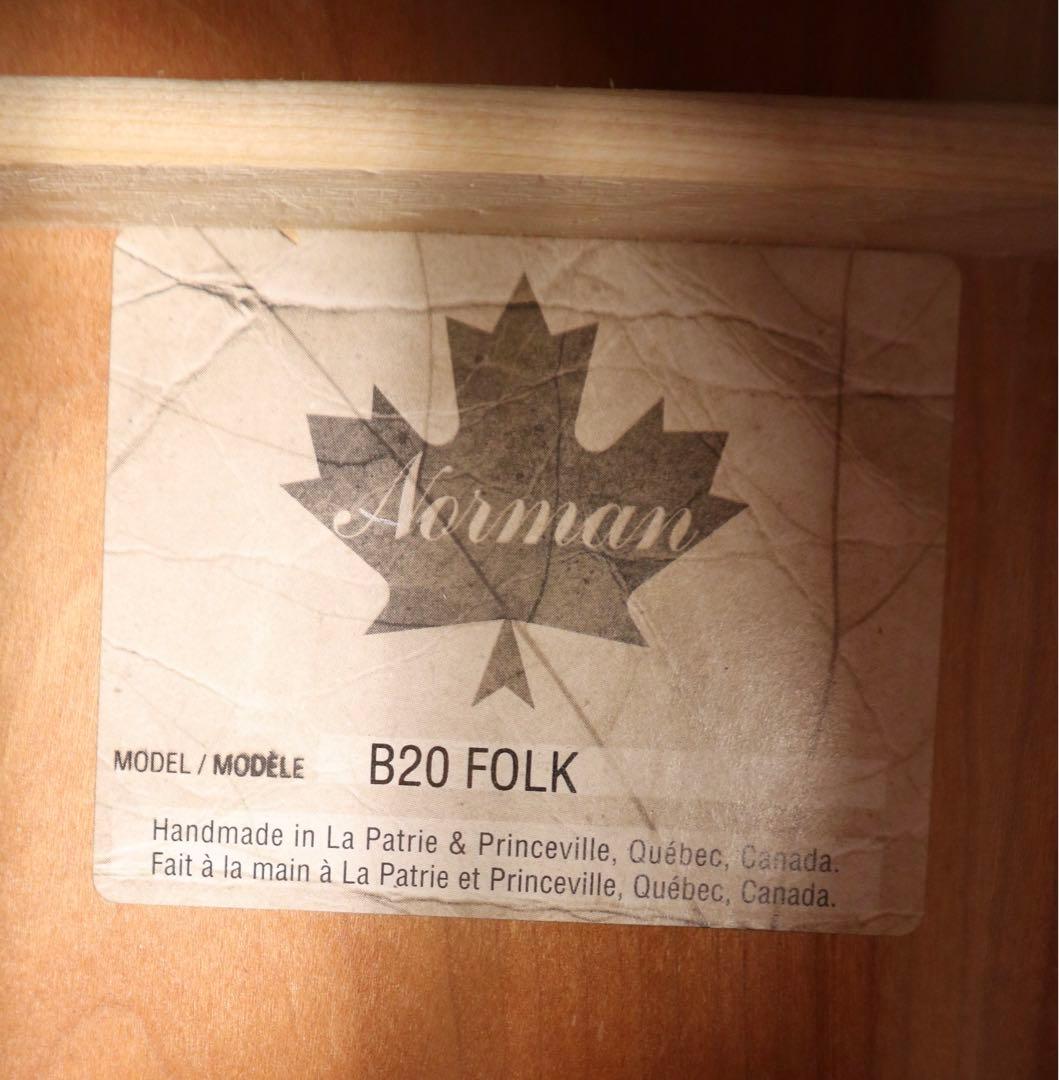 Norman
MODEL / MODÈLE B20 FOLK
Handmade in La Patrie & Princeville, Québec, Canada.
Fait à la main à La Patrie et Princeville, Québec, Canada.